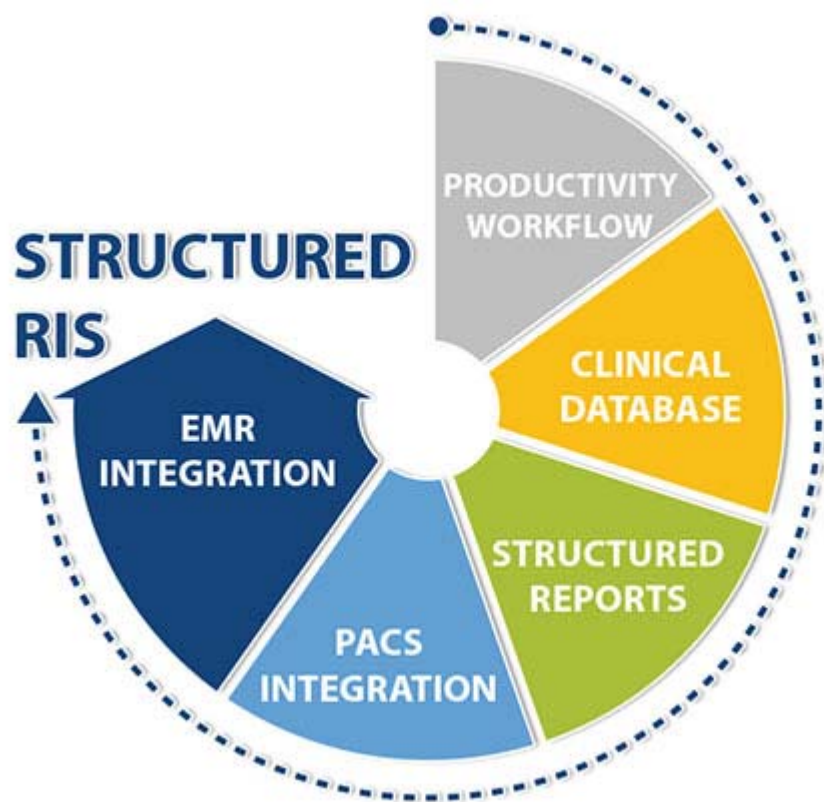 STRUCTURED
RIS
PRODUCTIVITY
WORKFLOW
CLINICAL
DATABASE
STRUCTURED
REPORTS
PACS
INTEGRATION
EMR
INTEGRATION